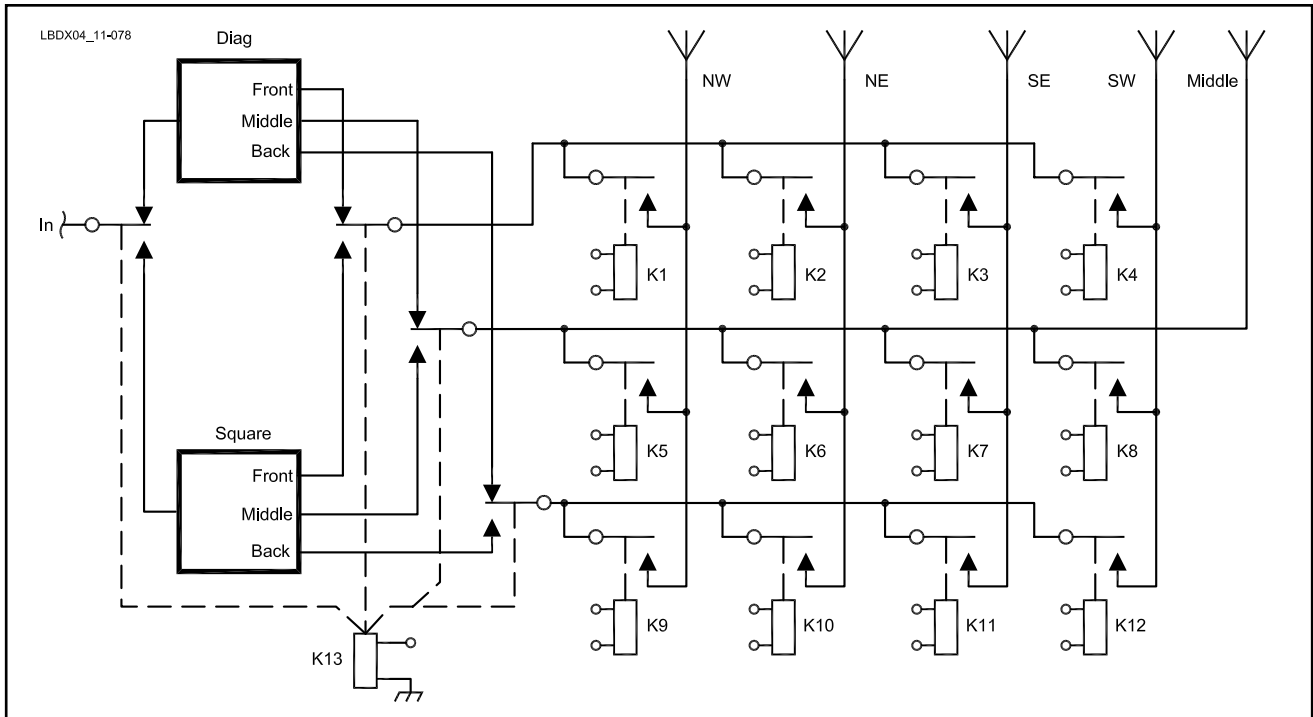 LBDX04_11-078
Diag
Front
Middle
Back
In
NW
NE
SE
SW
Middle
K1
K2
K3
K4
K5
K6
K7
K8
Square
Front
Middle
Back
K9
K10
K11
K12
K13